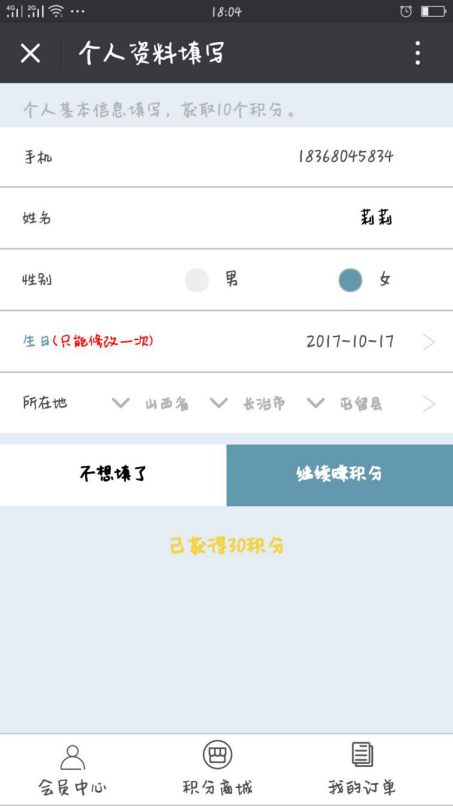 4G 2G ... 18:04
个人资料填写
个人基本信息填写，获取10个积分。
手机 18368045834
姓名 莉莉
性别 男 女
生日(只能修改一次) 2017-10-17
所在地 山西省 长治市 屯留县
不想填了 继续赚积分
已获得30积分
会员中心 积分商城 我的订单